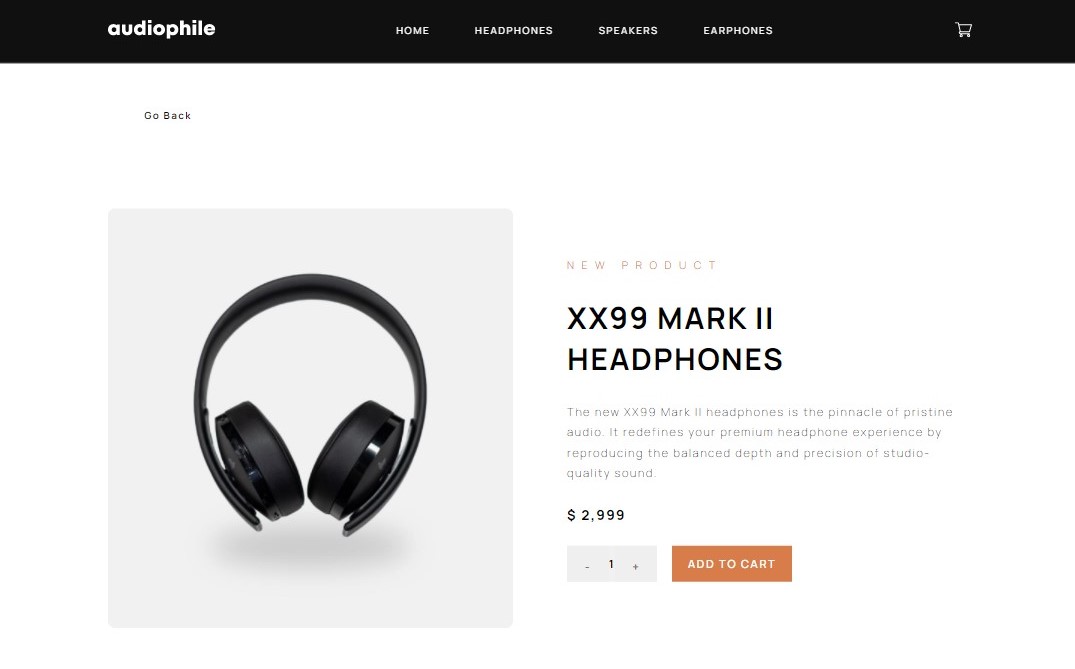 audiophile
HOME HEADPHONES SPEAKERS EARPHONES
Go Back
NEW PRODUCT
XX99 MARK II
HEADPHONES
The new XX99 Mark II headphones is the pinnacle of pristine
audio. It redefines your premium headphone experience by
reproducing the balanced depth and precision of studio-
quality sound.
$ 2,999
- 1 + ADD TO CART